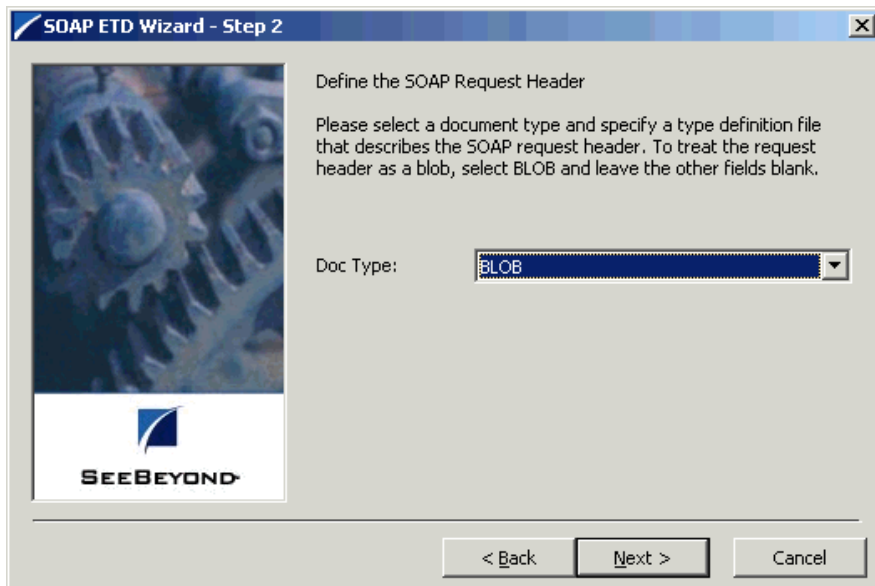 SOAP ETD Wizard - Step 2
Define the SOAP Request Header
Please select a document type and specify a type definition file
that describes the SOAP request header. To treat the request
header as a blob, select BLOB and leave the other fields blank.
Doc Type:
BLOB
SEEBEYOND
< Back
Next >
Cancel